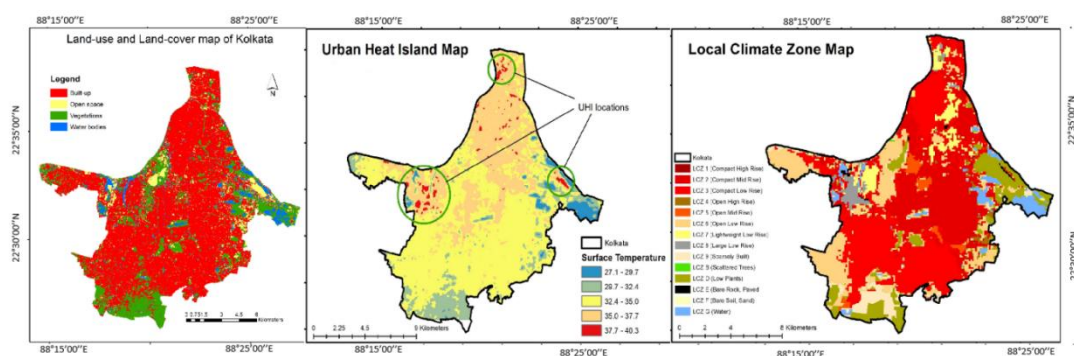 88°15'00"E 88°25'00"E 88°15'00"E 88°25'00"E 88°15'00"E 88°25'00"E
Land-use and Land-cover map of Kolkata
Legend
Built-up
Open space
Vegetations
Water bodies
N
22°35'00"N
22°30'00"N
Kilometers
88°15'00"E 88°25'00"E
Urban Heat Island Map
UHI locations
Kolkata
Surface Temperature
27.1 - 29.7
29.7 - 32.4
32.4 - 35.0
35.0 - 37.7
37.7 - 40.3
0 2.25 4.5 9
Kilometers
88°25'00"E
Local Climate Zone Map
Kolkata
LCZ 1 (Compact High Rise)
LCZ 2 (Compact Mid Rise)
LCZ 3 (Compact Low Rise)
LCZ 4 (Open High Rise)
LCZ 5 (Open Mid Rise)
LCZ 6 (Open Low Rise)
LCZ 7 (Lightweight Low Rise)
LCZ 8 (Large Low Rise)
LCZ 9 (Scarcely Built)
(Scattered Trees)
LCZ D (Low Plants)
LCZ E (Bare Rock, Paved
LCZ F (Bare Soil, Sand)
LCZ G (Water)
0 2 4 8
Kilometers
22°35'00"N
22°30'00"N
88°15'00"E 88°25'00"E